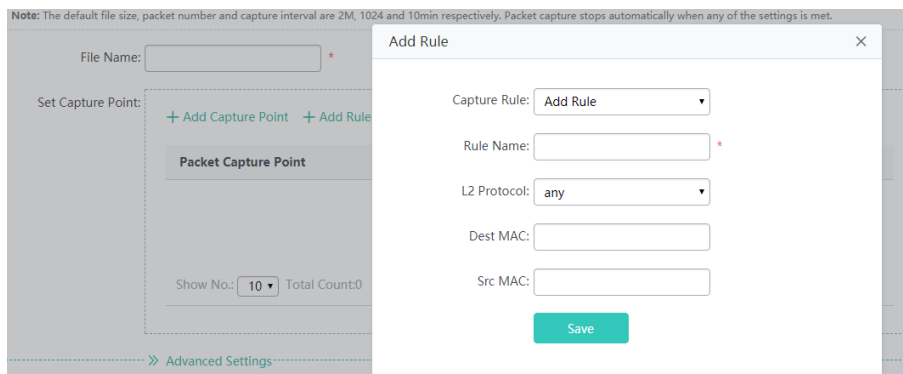 Note: The default file size, packet number and capture interval are 2M, 1024 and 10min respectively. Packet capture stops automatically when any of the settings is met.
File Name: *
Set Capture Point:
+ Add Capture Point + Add Rule
Packet Capture Point
Show No.: 10 Total Count:0
Advanced Settings
Add Rule
Capture Rule: Add Rule
Rule Name: *
L2 Protocol: any
Dest MAC:
Src MAC:
Save